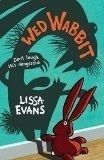 WED WABBIT
Don't laugh.
He's dangerous.
LISSA
EVANS